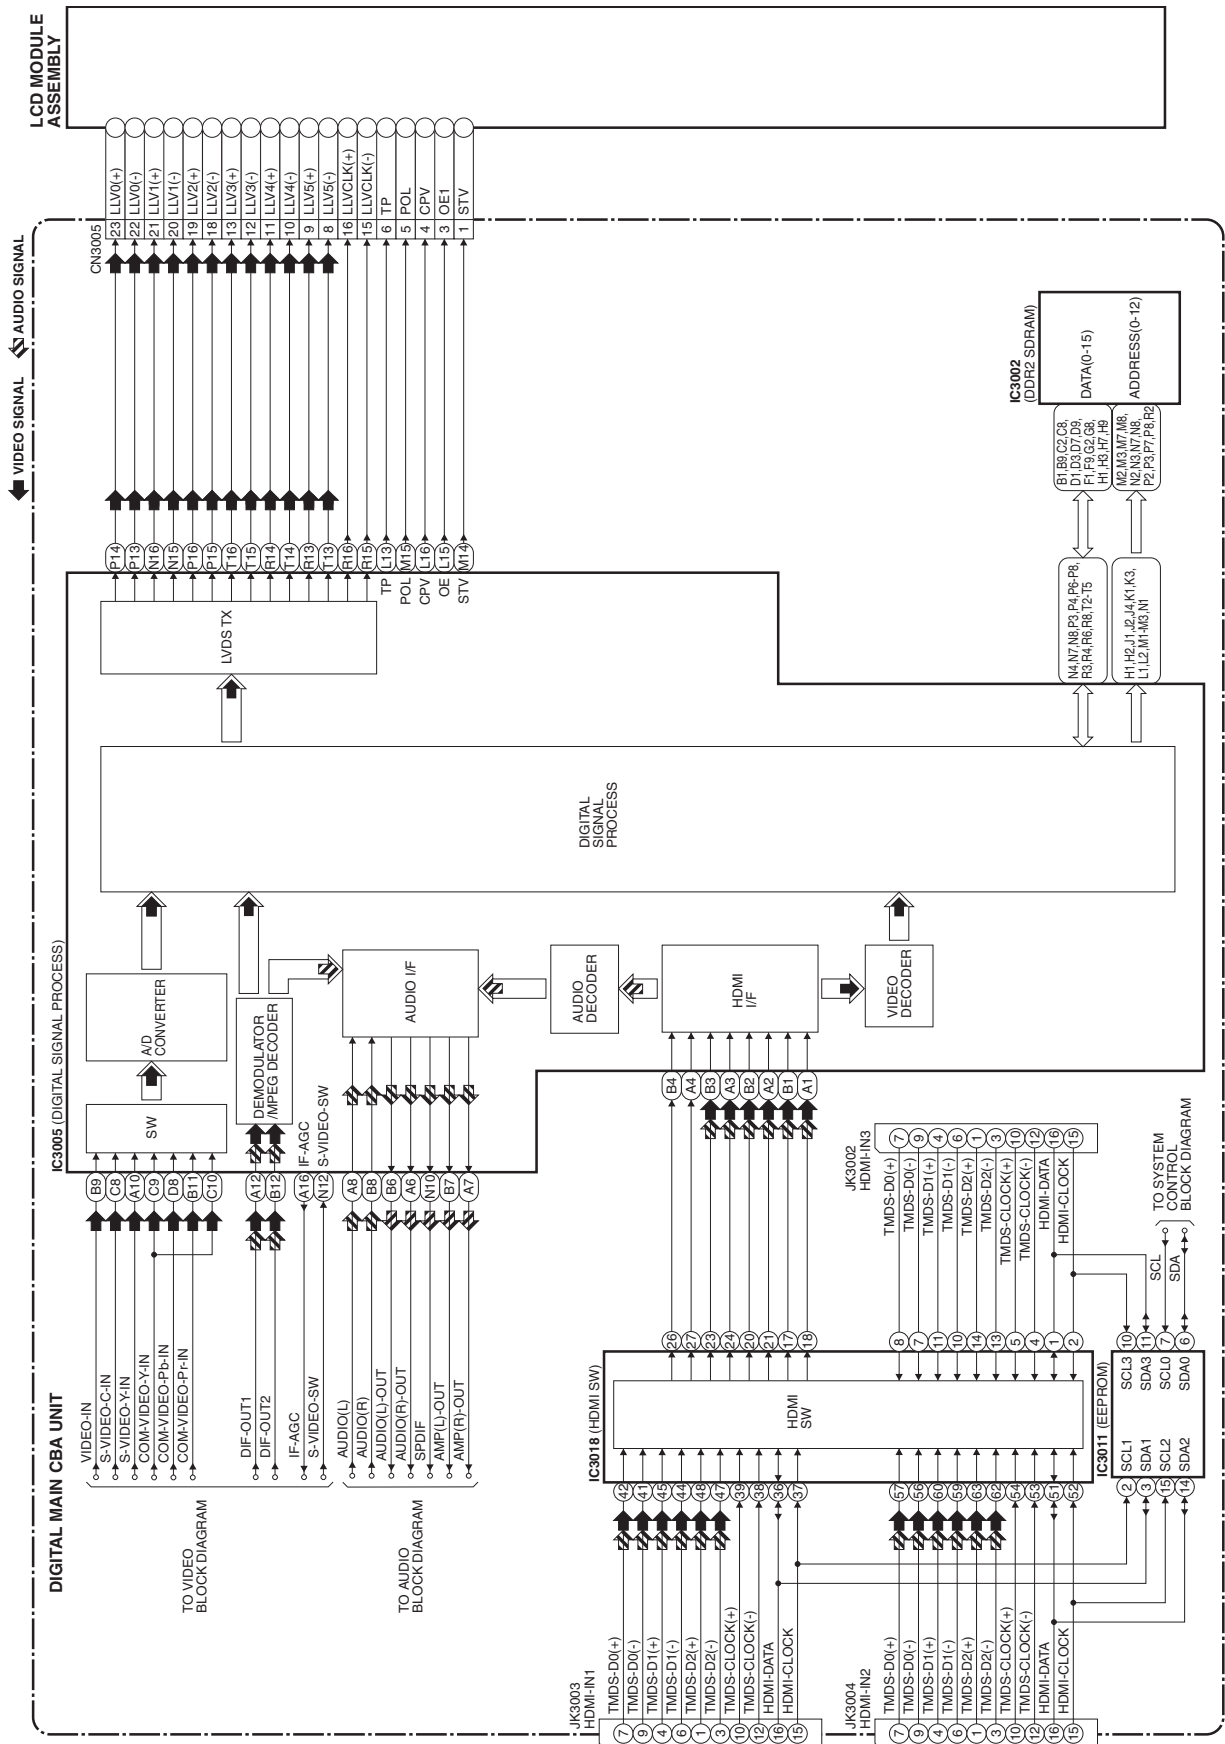 VIDEO SIGNAL
AUDIO SIGNAL
LCD MODULE
ASSEMBLY
DIGITAL MAIN CBA UNIT
IC3005 (DIGITAL SIGNAL PROCESS)
CN3005
TO VIDEO
BLOCK DIAGRAM
VIDEO-IN B9
S-VIDEO-C-IN C8
S-VIDEO-Y-IN A10
COM-VIDEO-Y-IN C9
COM-VIDEO-Pb-IN D8
COM-VIDEO-Pr-IN B11
C10
DIF-OUT1 A12
DIF-OUT2 B12
IF-AGC A16 IF-AGC
S-VIDEO-SW N12 S-VIDEO-SW
TO AUDIO
BLOCK DIAGRAM
AUDIO(L) A8
AUDIO(R) B8
AUDIO(L)-OUT B6
AUDIO(R)-OUT A6
SPDIF N10
AMP(L)-OUT B7
AMP(R)-OUT A7
SW
A/D
CONVERTER
DEMODULATOR
/MPEG DECODER
AUDIO I/F
AUDIO
DECODER
HDMI
I/F
VIDEO
DECODER
DIGITAL
SIGNAL
PROCESS
LVDS TX
P14 23 LLV0(+)
P13 22 LLV0(-)
N16 21 LLV1(+)
N15 20 LLV1(-)
P16 19 LLV2(+)
P15 18 LLV2(-)
T16 13 LLV3(+)
T15 12 LLV3(-)
R14 11 LLV4(+)
T14 10 LLV4(-)
R13 9 LLV5(+)
T13 8 LLV5(-)
R16 16 LLVCLK(+)
R15 15 LLVCLK(-)
TP L13 6 TP
POL M15 5 POL
CPV L16 4 CPV
OE L15 3 OE1
STV M14 1 STV
IC3002
(DDR2 SDRAM)
DATA(0-15)
ADDRESS(0-12)
B1,B9,C2,C8,
D1,D3,D7,D9,
F1,F9,G2,G8,
H1,H3,H7,H9
M2,M3,M7,M8,
N2,N3,N7,N8,
P2,P3,P7,P8,R2
N4,N7,N8,P3,P4,P6-P8,
R3,R4,R6,R8,T2-T5
H1,H2,J1,J2,J4,K1,K3,
L1,L2,M1-M3,N1
JK3003
HDMI-IN1
7 TMDS-D0(+) 42
9 TMDS-D0(-) 41
4 TMDS-D1(+) 45
6 TMDS-D1(-) 44
1 TMDS-D2(+) 48
3 TMDS-D2(-) 47
10 TMDS-CLOCK(+) 39
12 TMDS-CLOCK(-) 38
16 HDMI-DATA 36
15 HDMI-CLOCK 37
JK3004
HDMI-IN2
7 TMDS-D0(+) 57
9 TMDS-D0(-) 56
4 TMDS-D1(+) 60
6 TMDS-D1(-) 59
1 TMDS-D2(+) 63
3 TMDS-D2(-) 62
10 TMDS-CLOCK(+) 54
12 TMDS-CLOCK(-) 53
16 HDMI-DATA 51
15 HDMI-CLOCK 52
IC3018 (HDMI SW)
HDMI
SW
26 B4
27 A4
23 B3
24 A3
20 B2
21 A2
17 B1
18 A1
JK3002
HDMI-IN3
8 TMDS-D0(+) 7
7 TMDS-D0(-) 9
11 TMDS-D1(+) 4
10 TMDS-D1(-) 6
14 TMDS-D2(+) 1
13 TMDS-D2(-) 3
5 TMDS-CLOCK(+) 10
4 TMDS-CLOCK(-) 12
1 HDMI-DATA 16
2 HDMI-CLOCK 15
IC3011 (EEPROM)
2 SCL1 SCL3 10
3 SDA1 SDA3 11
15 SCL2 SCL0 7 SCL
14 SDA2 SDA0 6 SDA
TO SYSTEM
CONTROL
BLOCK DIAGRAM